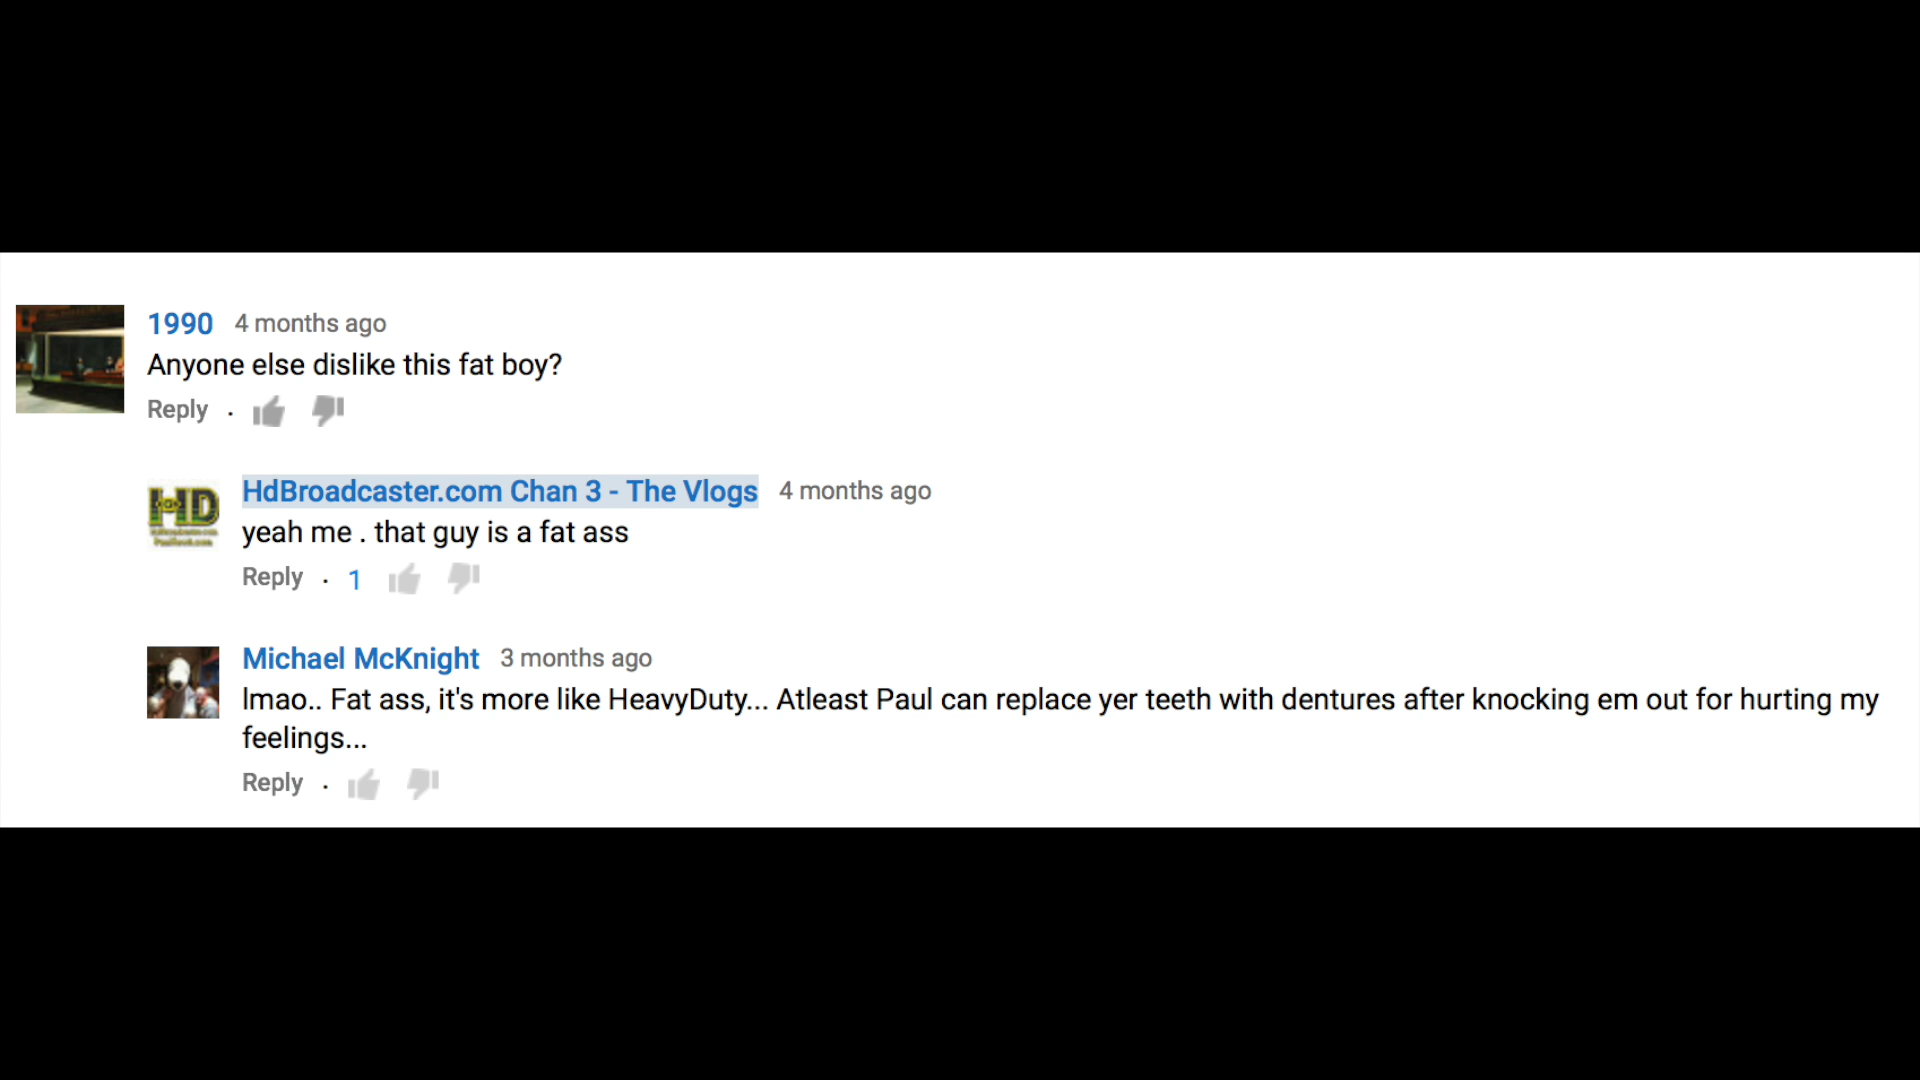 1990 4 months ago
Anyone else dislike this fat boy?
Reply .
HD
HdBroadcaster.com Chan 3 - The Vlogs 4 months ago
yeah me . that guy is a fat ass
Reply . 1
Michael McKnight 3 months ago
lmao.. Fat ass, it's more like HeavyDuty... Atleast Paul can replace yer teeth with dentures after knocking em out for hurting my
feelings...
Reply .